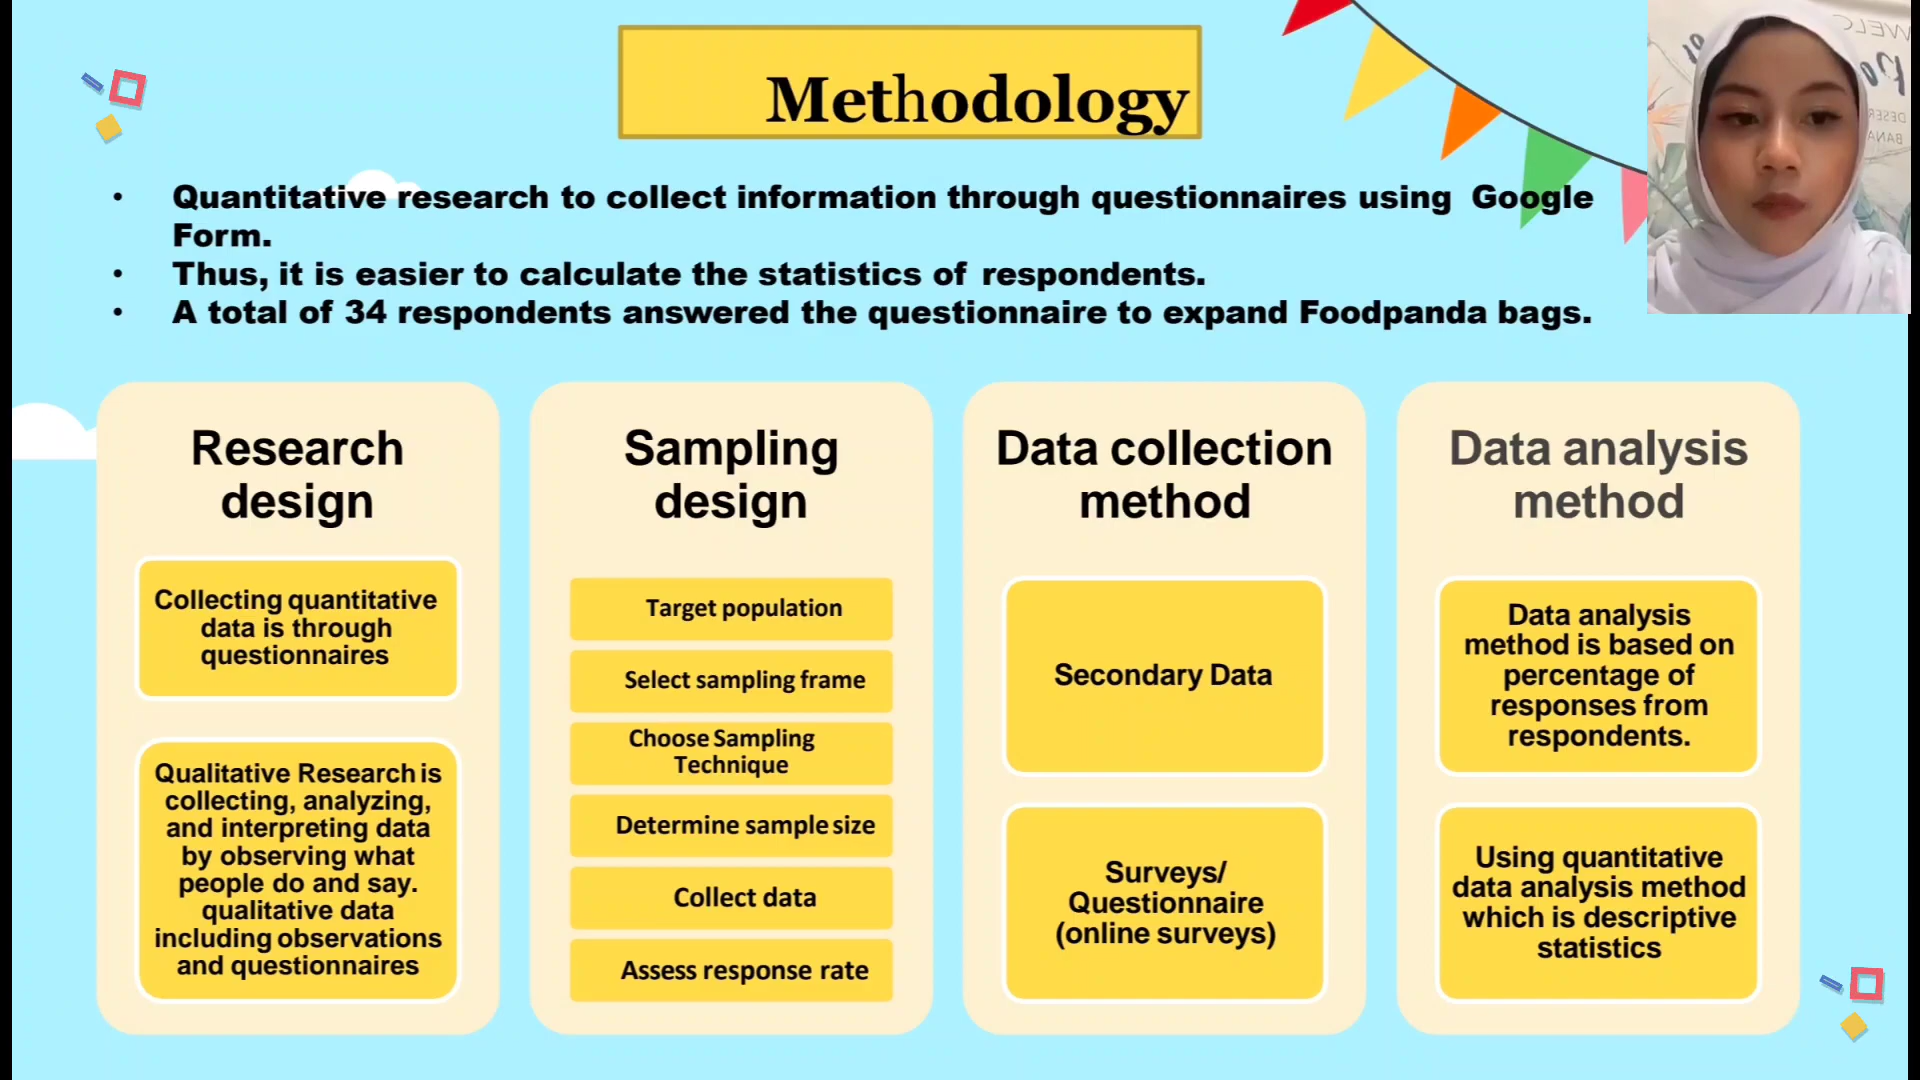 Methodology
• Quantitative research to collect information through questionnaires using Google
Form.
• Thus, it is easier to calculate the statistics of respondents.
• A total of 34 respondents answered the questionnaire to expand Foodpanda bags.
Research
design
Collecting quantitative
data is through
questionnaires
Qualitative Research is
collecting, analyzing,
and interpreting data
by observing what
people do and say.
qualitative data
including observations
and questionnaires
Sampling
design
Target population
Select sampling frame
Choose Sampling
Technique
Determine sample size
Collect data
Assess response rate
Data collection
method
Secondary Data
Surveys/
Questionnaire
(online surveys)
Data analysis
method
Data analysis
method is based on
percentage of
responses from
respondents.
Using quantitative
data analysis method
which is descriptive
statistics